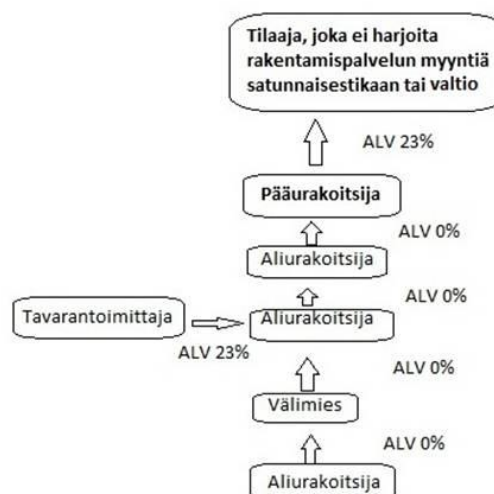 Tilaaja, joka ei harjoita
rakentamispalvelun myyntiä
satunnaisestikaan tai valtio
ALV 23%
Pääurakoitsija
ALV 0%
Aliurakoitsija
ALV 0%
Tavarantoimittaja
Aliurakoitsija
ALV 23%
ALV 0%
Välimies
ALV 0%
Aliurakoitsija